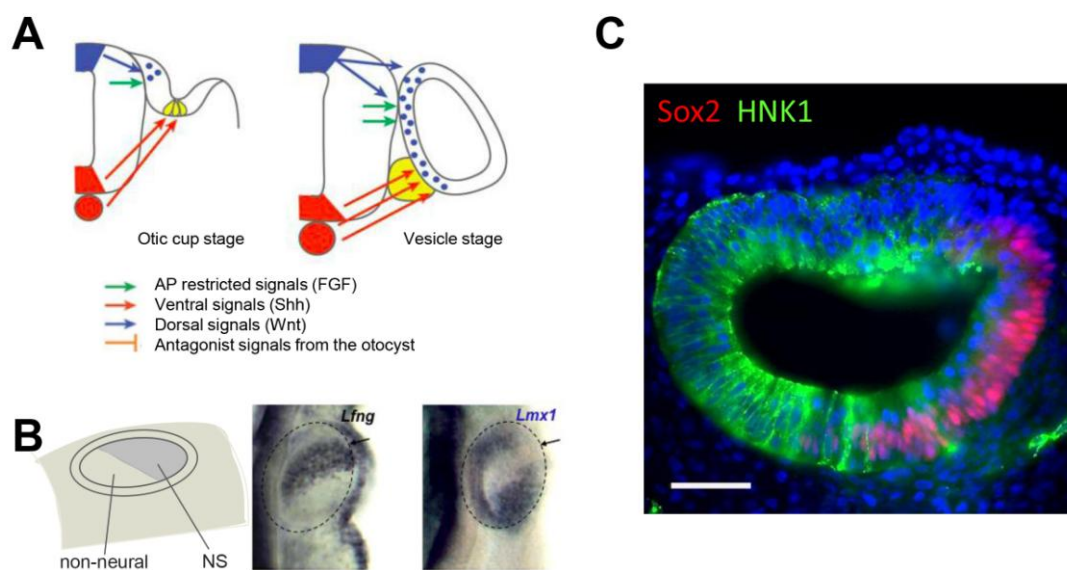 A
Otic cup stage
Vesicle stage
AP restricted signals (FGF)
Ventral signals (Shh)
Dorsal signals (Wnt)
Antagonist signals from the otocyst
B
non-neural
NS
Lfng
Lmx1
C
Sox2 HNK1